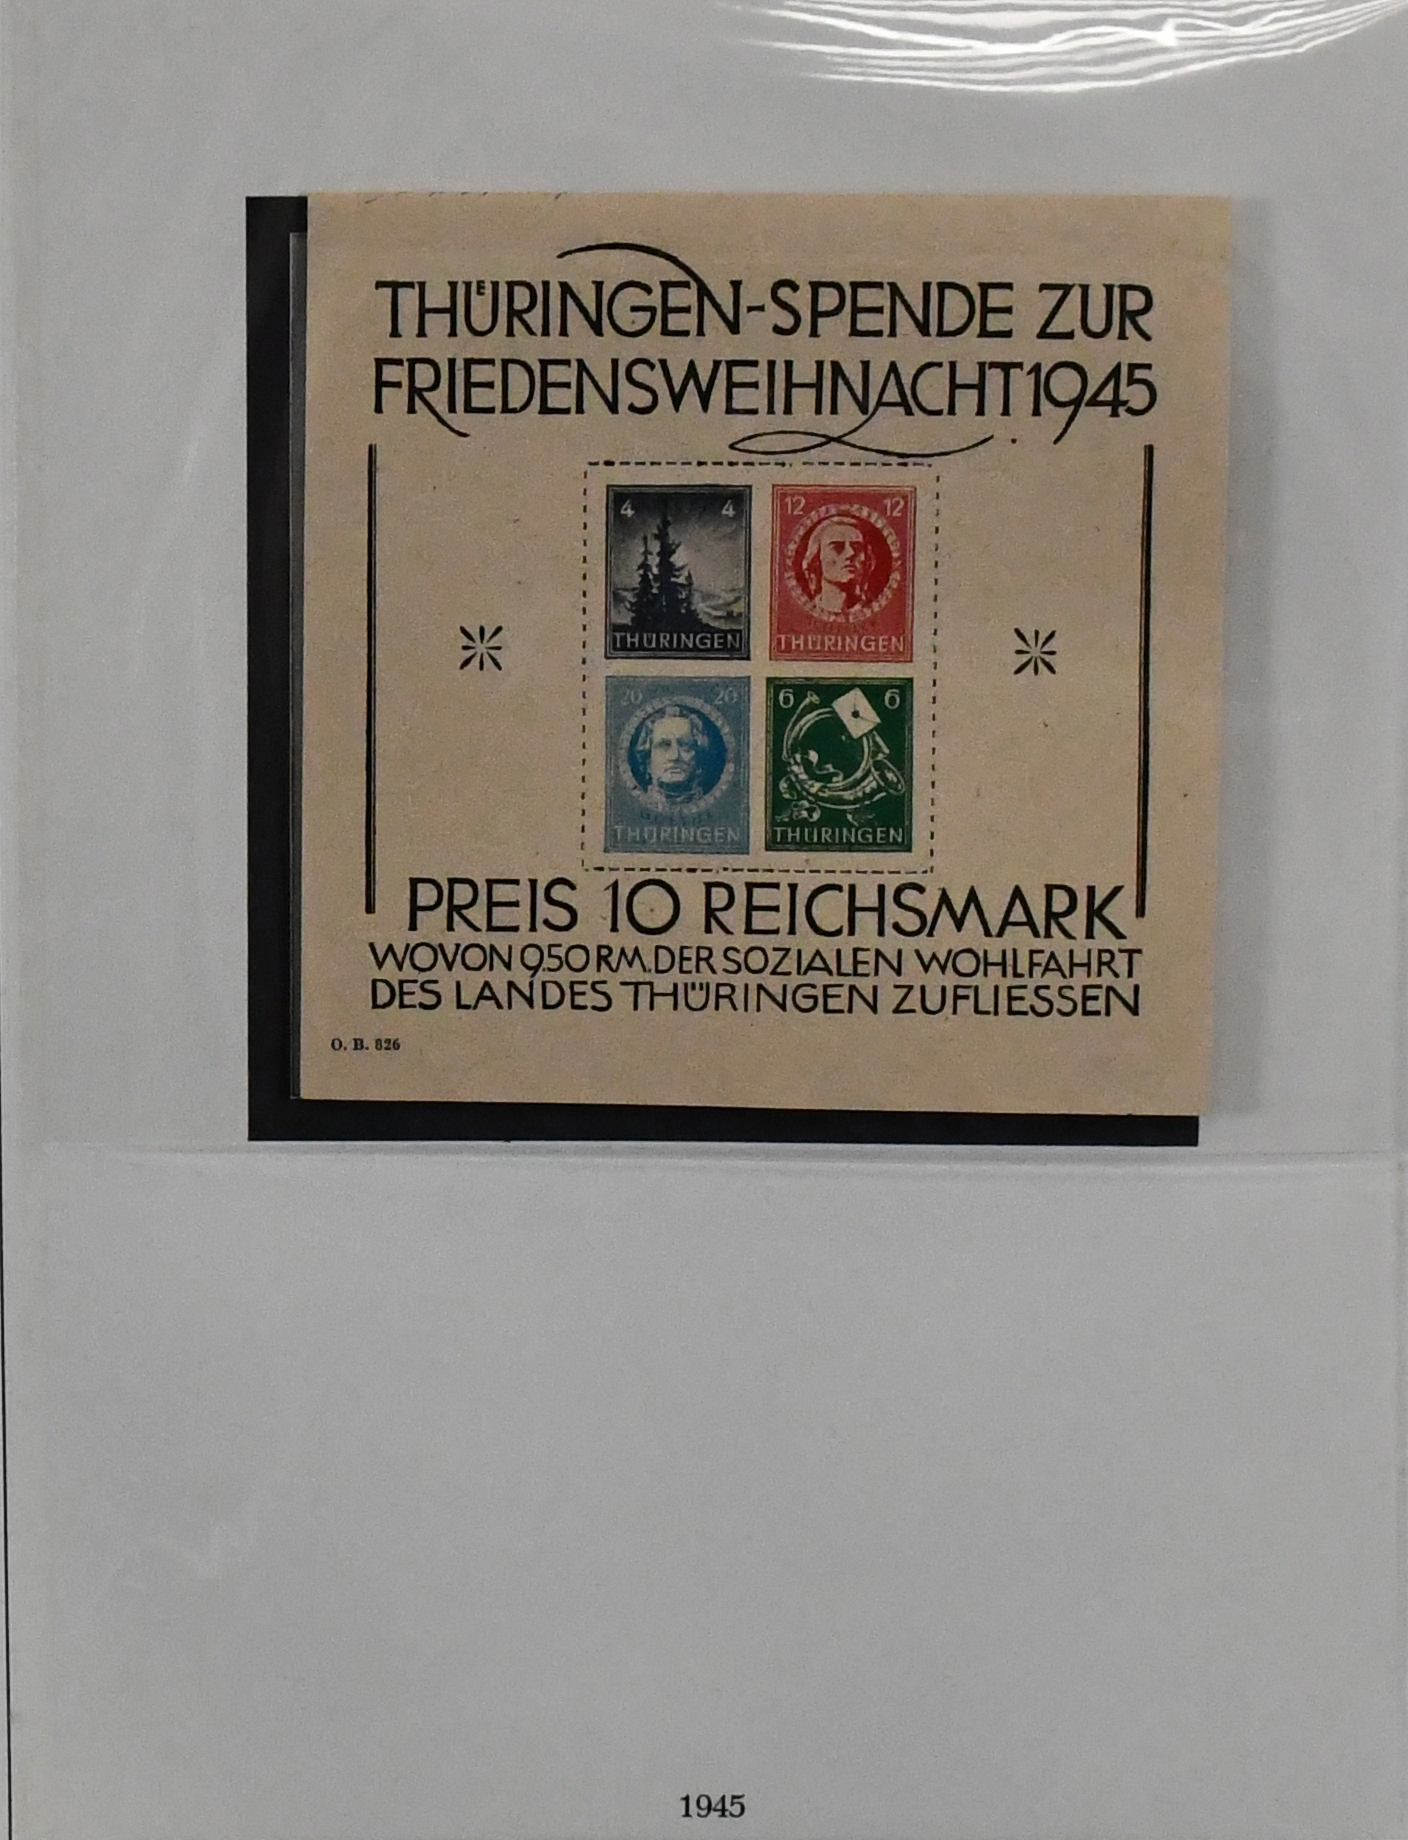 THÜRINGEN-SPENDE ZUR
FRIEDENSWEIHNACHT 1945
4 4
THÜRINGEN
12 12
THÜRINGEN
20 20
THÜRINGEN
6 6
THÜRINGEN
PREIS 10 REICHSMARK
WOVON 9.50 RM. DER SOZIALEN WOHLFAHRT
DES LANDES THÜRINGEN ZUFLIESSEN
O. B. 826
1945